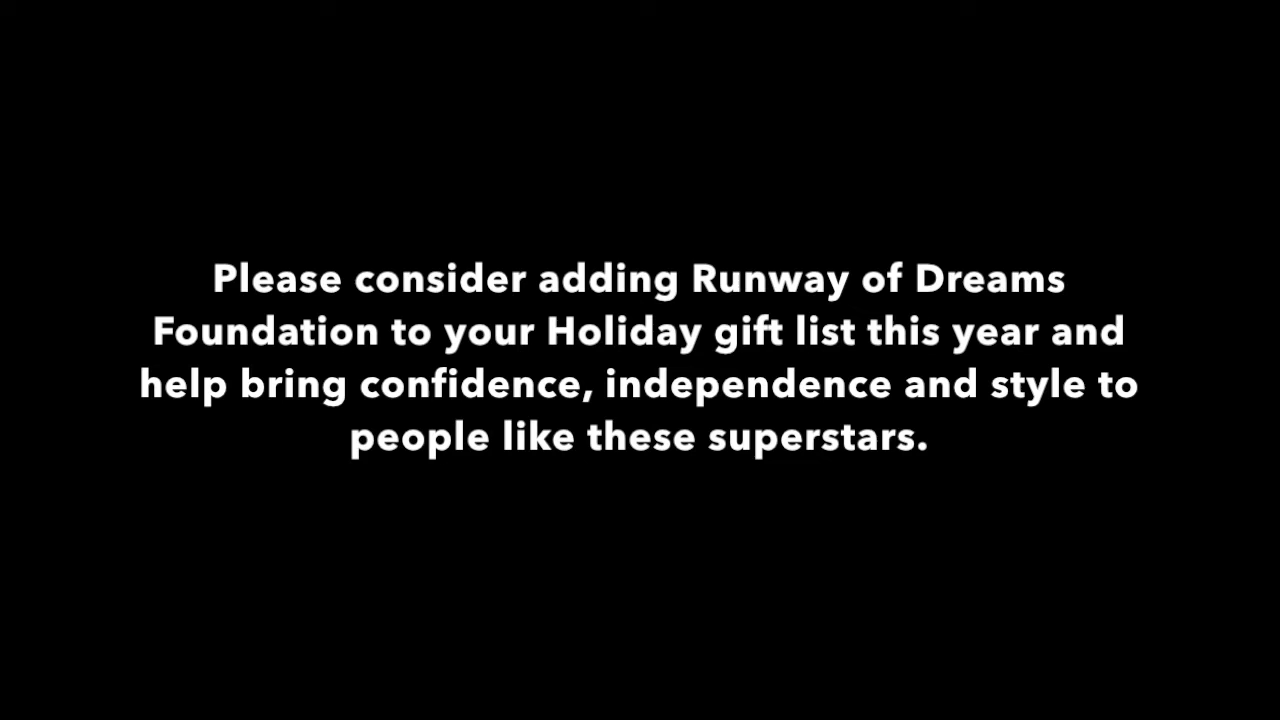 Please consider adding Runway of Dreams
Foundation to your Holiday gift list this year and
help bring confidence, independence and style to
people like these superstars.